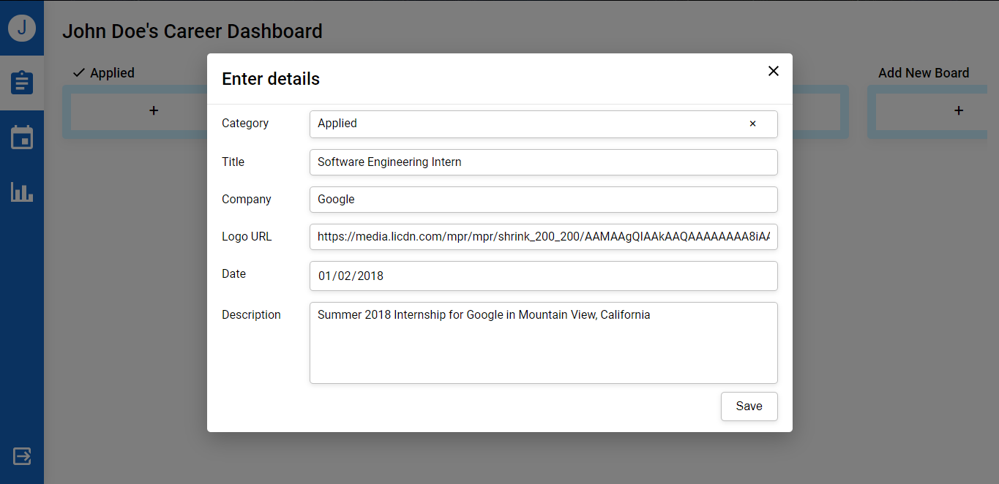 J
John Doe's Career Dashboard
Applied
Add New Board
+
+
Enter details
×
Category
Applied
×
Title
Software Engineering Intern
Company
Google
Logo URL
https://media.licdn.com/mpr/mpr/shrink_200_200/AAMAAgQIAAkAAQAAAAAAAA8iAA
Date
01/02/2018
Description
Summer 2018 Internship for Google in Mountain View, California
Save